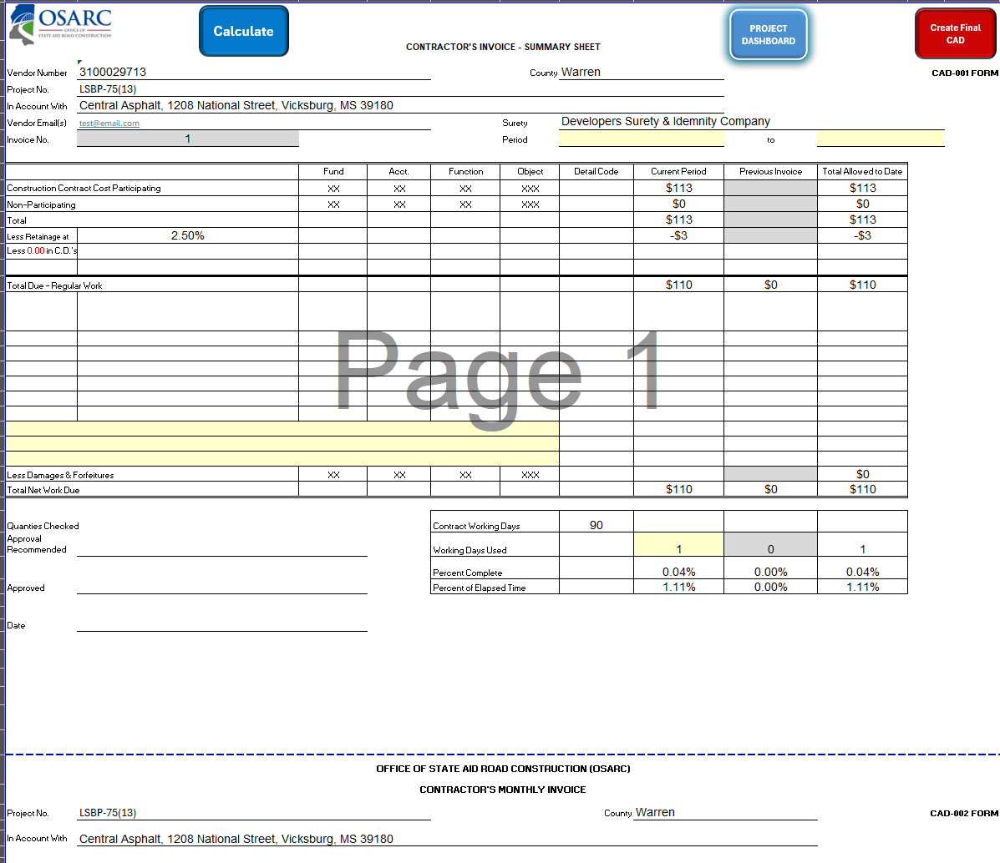 OSARC
OFFICE OF
STATE AID ROAD CONSTRUCTION
Calculate
CONTRACTOR'S INVOICE - SUMMARY SHEET
PROJECT
DASHBOARD
Create Final
CAD
Vendor Number 3100029713 County Warren CAD-001 FORM
Project No. LSBP-75(13)
In Account With Central Asphalt, 1208 National Street, Vicksburg, MS 39180
Vendor Email(s) test@email.com Surety Developers Surety & Idemnity Company
Invoice No. 1 Period to
Fund Acct. Function Object Detail Code Current Period Previous Invoice Total Allowed to Date
Construction Contract Cost Participating XX XX XX XXX $113 $113
Non-Participating XX XX XX XXX $0 $0
Total $113 $113
Less Retainage at 2.50% -$3 -$3
Less 0.00 in C.D.'s
Total Due - Regular Work $110 $0 $110
Page 1
Less Damages & Forfeitures XX XX XX XXX $0
Total Net Work Due $110 $0 $110
Quanties Checked Contract Working Days 90
Approval
Recommended Working Days Used 1 0 1
Percent Complete 0.04% 0.00% 0.04%
Approved Percent of Elapsed Time 1.11% 0.00% 1.11%
Date
OFFICE OF STATE AID ROAD CONSTRUCTION (OSARC)
CONTRACTOR'S MONTHLY INVOICE
Project No. LSBP-75(13) County Warren CAD-002 FORM
In Account With Central Asphalt, 1208 National Street, Vicksburg, MS 39180